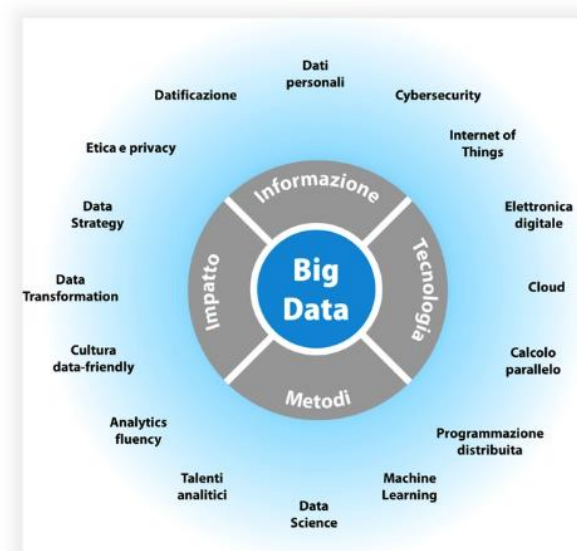 Dati
personali
Datificazione
Cybersecurity
Etica e privacy
Internet of
Things
Informazione
Data
Strategy
Elettronica
digitale
Impatto
Big
Data
Tecnologia
Data
Transformation
Cloud
Cultura
data-friendly
Calcolo
parallelo
Metodi
Analytics
fluency
Programmazione
distribuita
Talenti
analitici
Machine
Learning
Data
Science